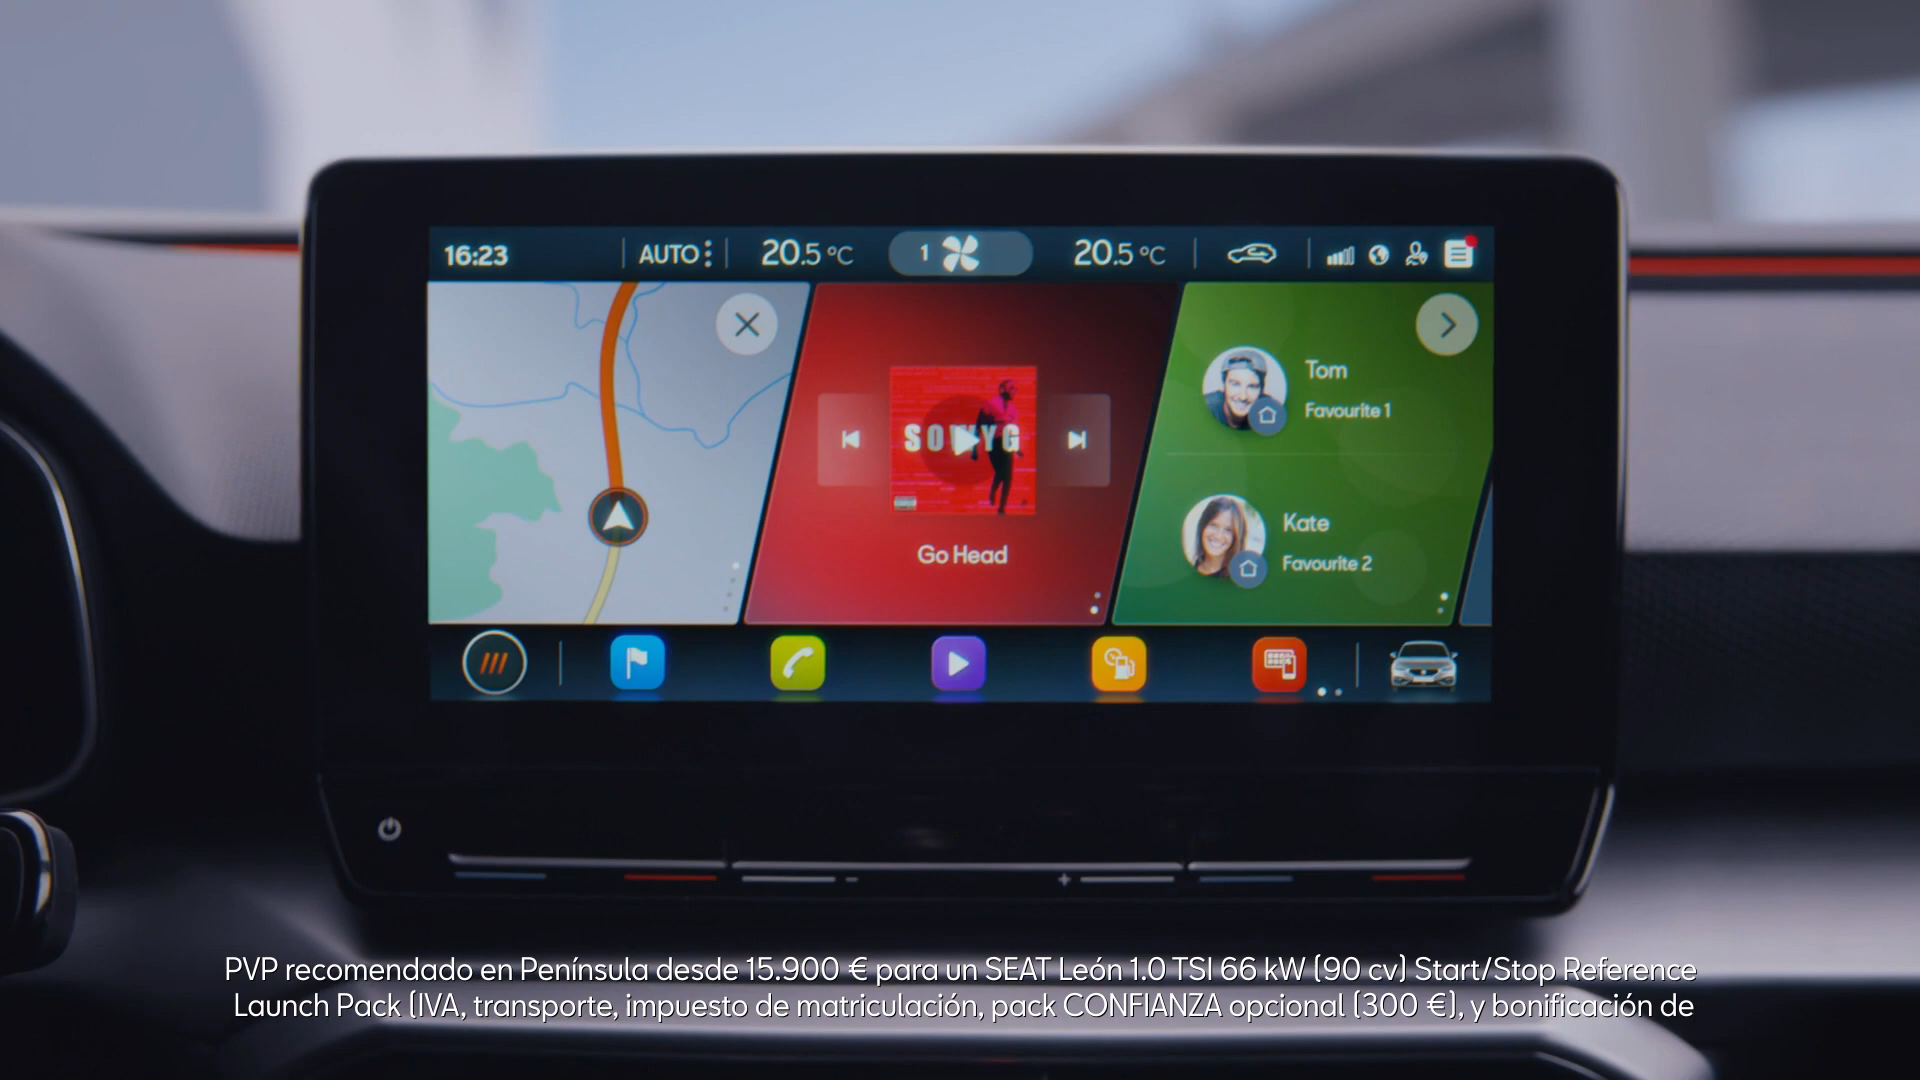 16:23 AUTO 20.5 °C 1 20.5 °C
Tom
Favourite 1
Go Head
Kate
Favourite 2
PVP recomendado en Península desde 15.900 € para un SEAT León 1.0 TSI 66 kW (90 cv) Start/Stop Reference
Launch Pack (IVA, transporte, impuesto de matriculación, pack CONFIANZA opcional (300 €), y bonificación de